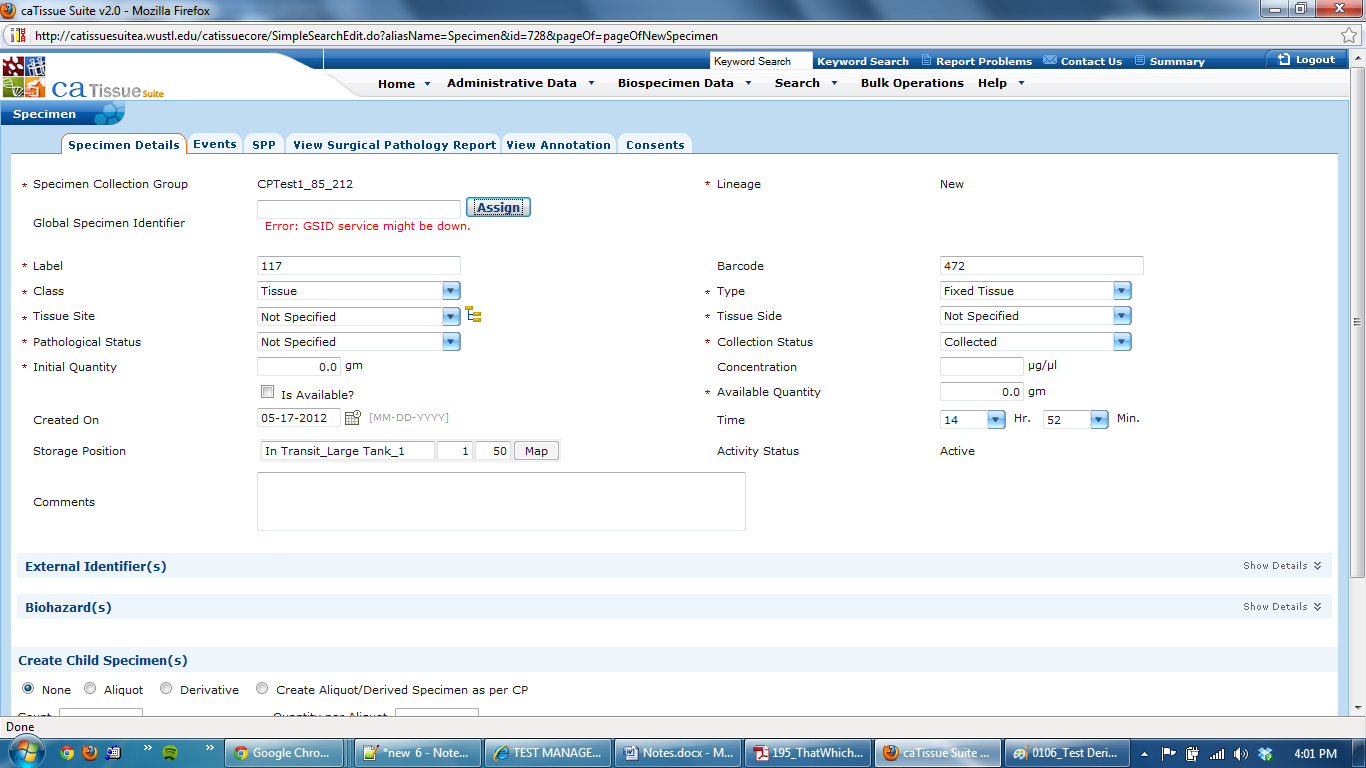 caTissue Suite v2.0 - Mozilla Firefox
http://catissuesuitea.wustl.edu/catissuecore/SimpleSearchEdit.do?aliasName=Specimen&id=728&pageOf=pageOfNewSpecimen
Keyword Search Keyword Search Report Problems Contact Us Summary Logout
ca Tissue Suite
Home Administrative Data Biospecimen Data Search Bulk Operations Help
Specimen
Specimen Details Events SPP View Surgical Pathology Report View Annotation Consents
* Specimen Collection Group CPTest1_85_212 * Lineage New
Global Specimen Identifier Assign
Error: GSID service might be down.
* Label 117 Barcode 472
* Class Tissue * Type Fixed Tissue
* Tissue Site Not Specified * Tissue Side Not Specified
* Pathological Status Not Specified * Collection Status Collected
* Initial Quantity 0.0 gm Concentration µg/µl
Is Available? * Available Quantity 0.0 gm
Created On 05-17-2012 [MM-DD-YYYY] Time 14 Hr. 52 Min.
Storage Position In Transit_Large Tank_1 1 50 Map Activity Status Active
Comments
External Identifier(s) Show Details
Biohazard(s) Show Details
Create Child Specimen(s)
None Aliquot Derivative Create Aliquot/Derived Specimen as per CP
Count Quantity per Aliquot
Done
Google Chro... *new 6 - Note... TEST MANAGE... Notes.docx - M... 195_ThatWhich... caTissue Suite ... 0106_Test Deri... 4:01 PM